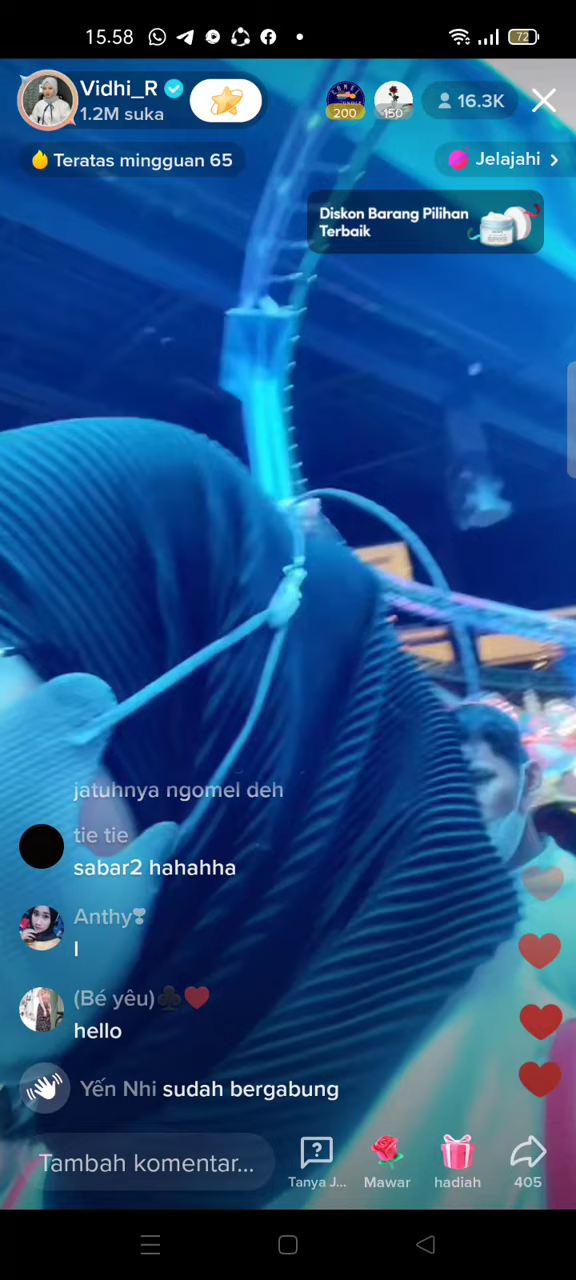 15.58
72
Vidhi_R
1.2M suka
200
150
16.3K
Teratas mingguan 65
Jelajahi >
Diskon Barang Pilihan
Terbaik
jatuhnya ngomel deh
tie tie
sabar2 hahahha
Anthy❣
l
(Bé yêu)♣️❤️
hello
Yến Nhi sudah bergabung
Tambah komentar...
Tanya J...
Mawar
hadiah
405